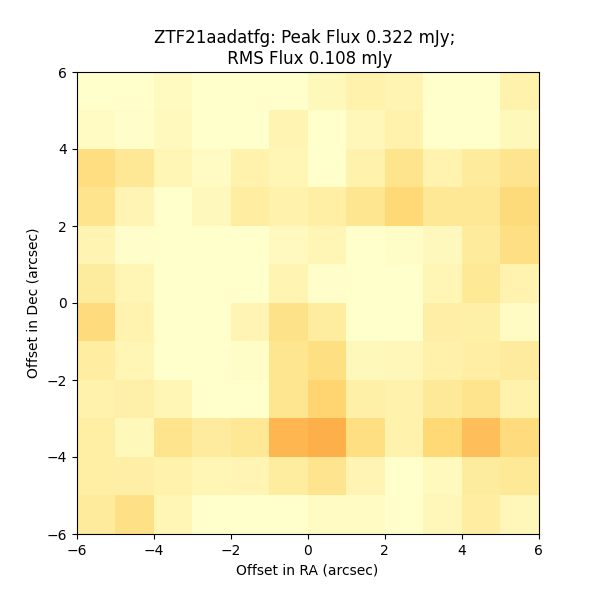 ZTF21aadatfg: Peak Flux 0.322 mJy;
RMS Flux 0.108 mJy
6
4
2
0
−2
−4
−6
Offset in Dec (arcsec)
−6 −4 −2 0 2 4 6
Offset in RA (arcsec)